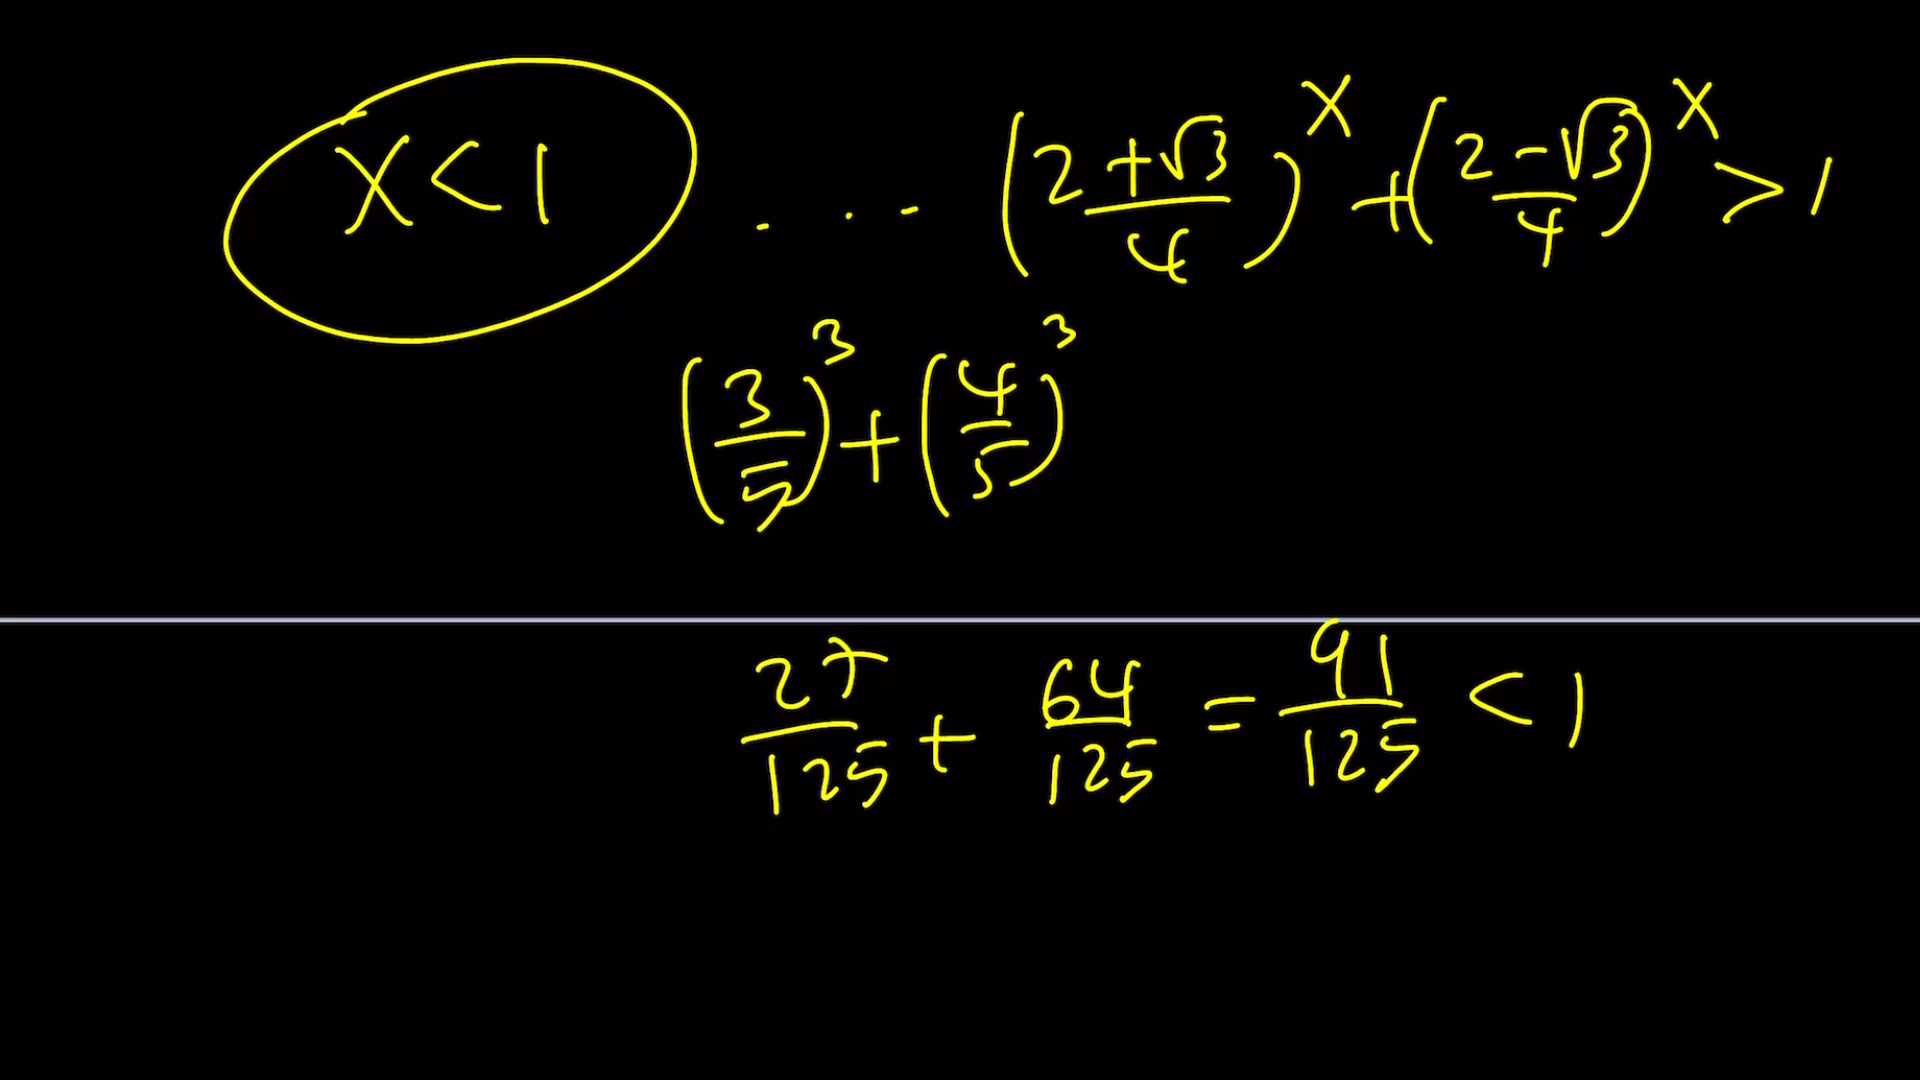 x < 1 ... (2+√3/4)^x + (2-√3/4)^x > 1
(3/5)^3 + (4/5)^3
27/125 + 64/125 = 91/125 < 1